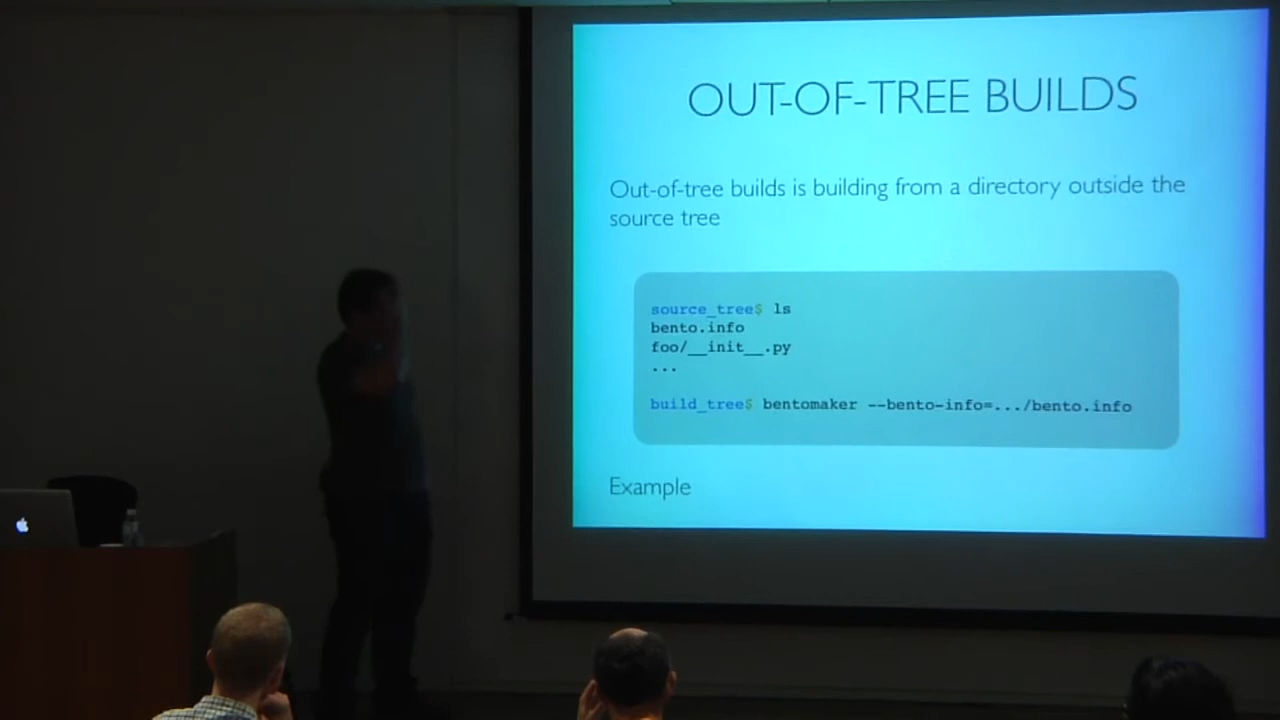 OUT-OF-TREE BUILDS
Out-of-tree builds is building from a directory outside the
source tree
source_tree$ ls
bento.info
foo/__init__.py
...
build_tree$ bentomaker --bento-info=.../bento.info
Example